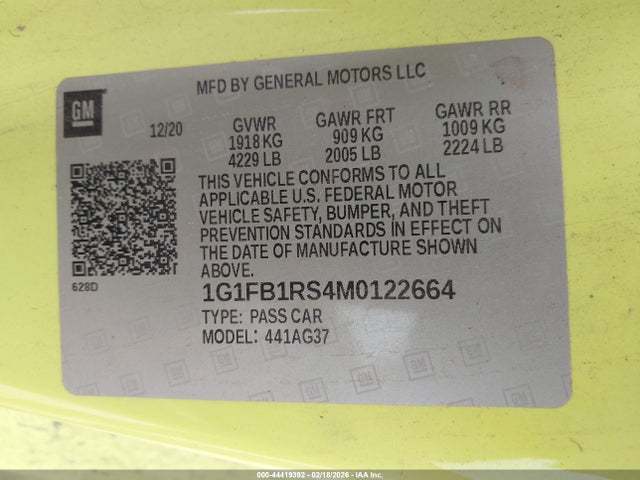 MFD BY GENERAL MOTORS LLC
GM
12/20
GVWR GAWR FRT GAWR RR
1918 KG 909 KG 1009 KG
4229 LB 2005 LB 2224 LB
THIS VEHICLE CONFORMS TO ALL
APPLICABLE U.S. FEDERAL MOTOR
VEHICLE SAFETY, BUMPER, AND THEFT
PREVENTION STANDARDS IN EFFECT ON
THE DATE OF MANUFACTURE SHOWN
ABOVE.
628D
1G1FB1RS4M0122664
TYPE: PASS CAR
MODEL: 441AG37
000-44419392 - 02/18/2026 - IAA Inc.